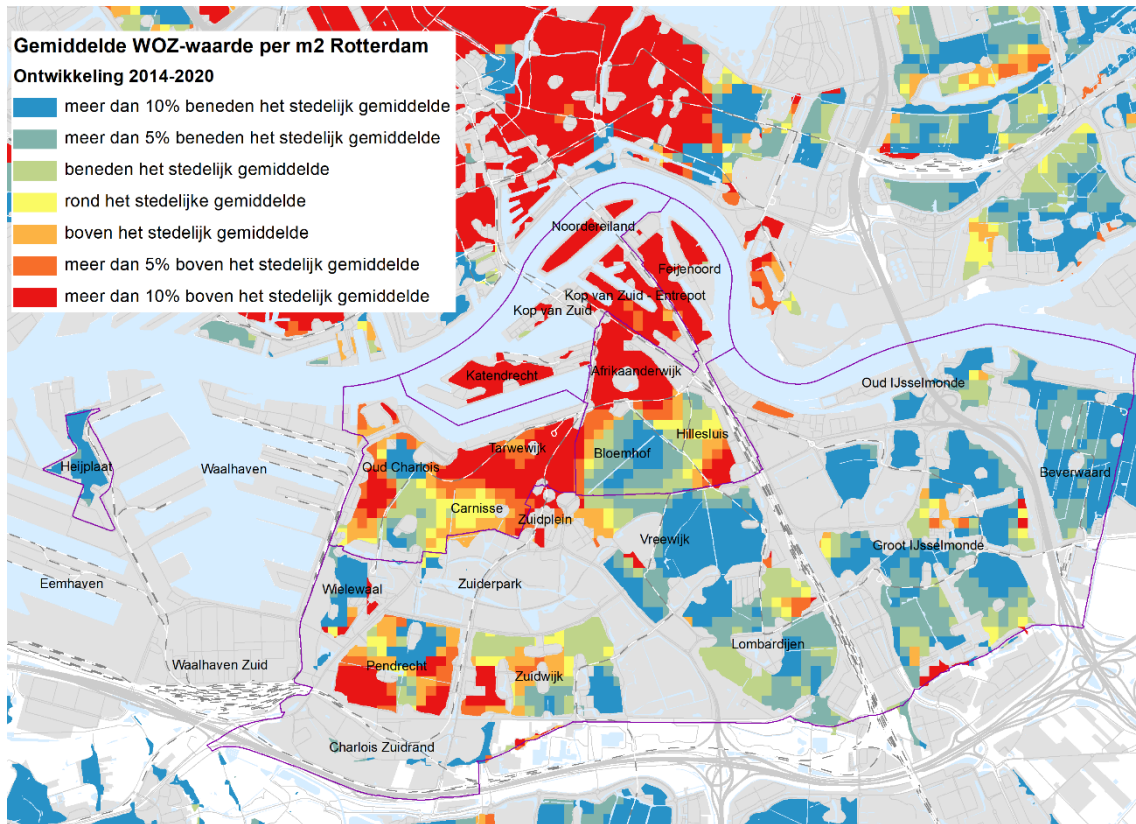 Gemiddelde WOZ-waarde per m2 Rotterdam
Ontwikkeling 2014-2020
meer dan 10% beneden het stedelijk gemiddelde
meer dan 5% beneden het stedelijk gemiddelde
beneden het stedelijk gemiddelde
rond het stedelijke gemiddelde
boven het stedelijk gemiddelde
meer dan 5% boven het stedelijk gemiddelde
meer dan 10% boven het stedelijk gemiddelde
Noordereiland
Feijenoord
Kop van Zuid - Entrepot
Kop van Zuid
Katendrecht
Afrikaanderwijk
Oud IJsselmonde
Hillesluis
Tarwewijk
Bloemhof
Heijplaat
Waalhaven
Oud Charlois
Beverwaard
Carnisse
Zuidplein
Vreewijk
Groot IJsselmonde
Eemhaven
Wielewaal
Zuiderpark
Lombardijen
Waalhaven Zuid
Pendrecht
Zuidwijk
Charlois Zuidrand